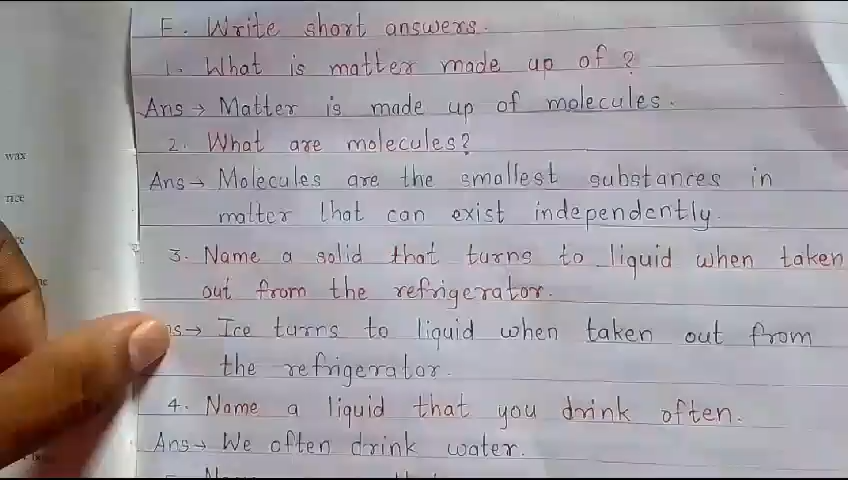 E. Write short answers.
1. What is matter made up of?
Ans → Matter is made up of molecules.
2. What are molecules?
Ans → Molecules are the smallest substances in
matter that can exist independently.
3. Name a solid that turns to liquid when taken
out from the refrigerator.
Ice turns to liquid when taken out from
the refrigerator.
4. Name a liquid that you drink often.
Ans → We often drink water.
wax